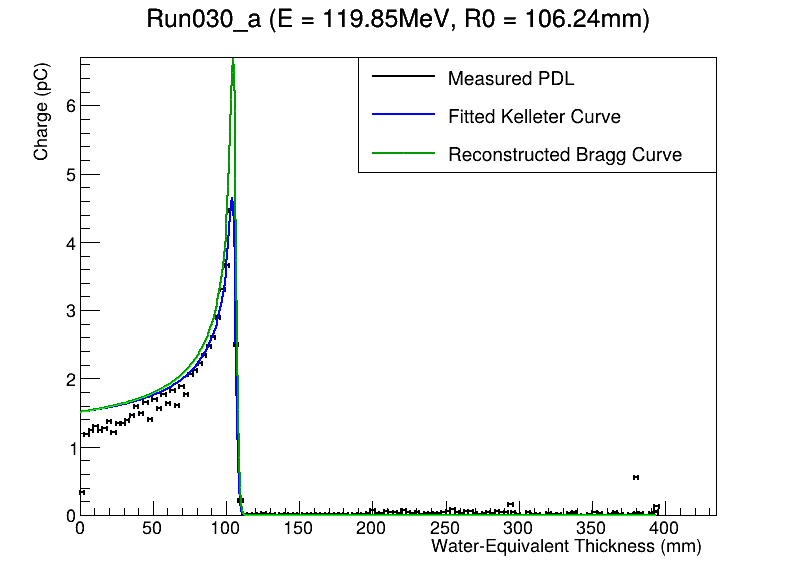 Run030_a (E = 119.85MeV, R0 = 106.24mm)
Charge (pC)
Measured PDL
Fitted Kelleter Curve
Reconstructed Bragg Curve
6
5
4
3
2
1
0
0 50 100 150 200 250 300 350 400
Water-Equivalent Thickness (mm)